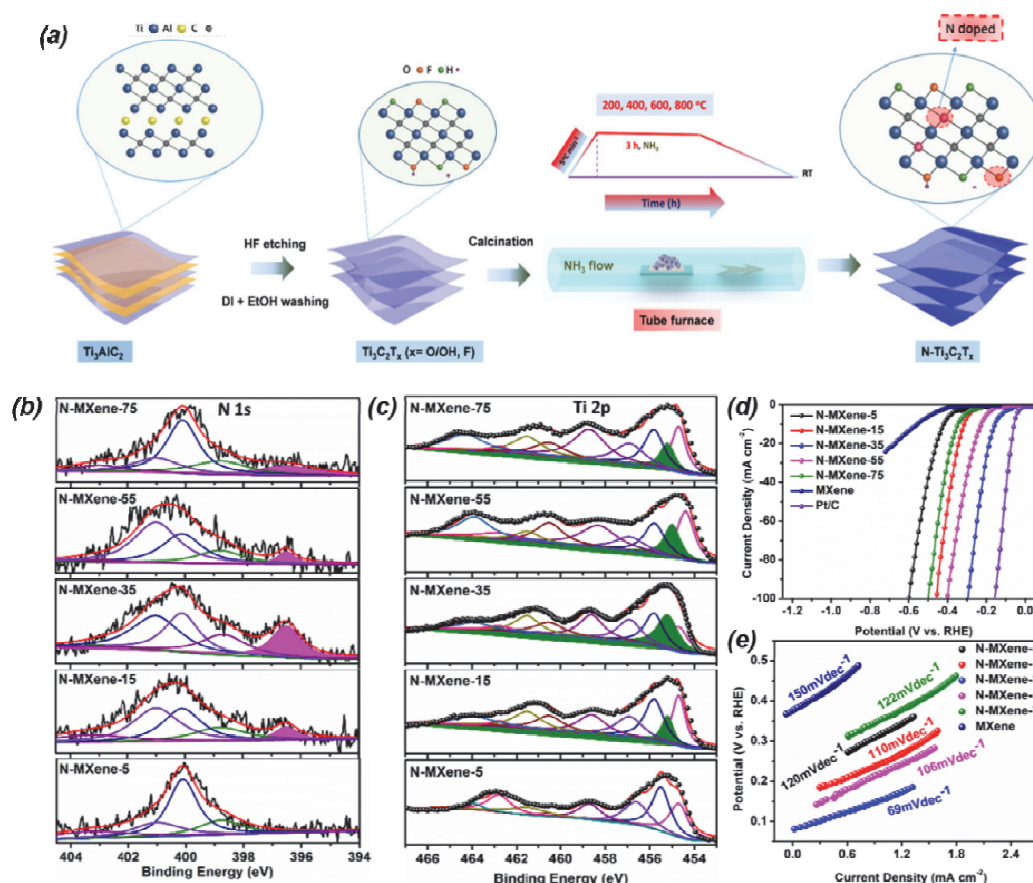 (a)
Ti Al C
N doped
O F H
200, 400, 600, 800 °C
5°C min⁻¹
3 h, NH₃
RT
Time (h)
HF etching
DI + EtOH washing
Calcination
NH₃ flow
Tube furnace
Ti₃AlC₂
Ti₃C₂Tₓ (x= O/OH, F)
N-Ti₃C₂Tₓ
(b)
N-MXene-75
N 1s
N-MXene-55
N-MXene-35
N-MXene-15
N-MXene-5
404 402 400 398 396 394
Binding Energy (eV)
(c)
N-MXene-75
Ti 2p
N-MXene-55
N-MXene-35
N-MXene-15
N-MXene-5
466 464 462 460 458 456 454
Binding Energy (eV)
(d)
N-MXene-5
N-MXene-15
N-MXene-35
N-MXene-55
N-MXene-75
MXene
Pt/C
0
-20
-40
-60
-80
-100
Current Density (mA cm⁻²)
-1.2 -0.9 -0.6 -0.3 0.0
Potential (V vs. RHE)
(e)
N-MXene-
N-MXene-
N-MXene-
N-MXene-
N-MXene-
MXene
150mVdec⁻¹
122mVdec⁻¹
120mVdec⁻¹
110mVdec⁻¹
106mVdec⁻¹
69mVdec⁻¹
0.5
0.4
0.3
0.2
0.1
Potential (V vs. RHE)
0.0 0.6 1.2 1.8 2.4
Current Density (mA cm⁻²)